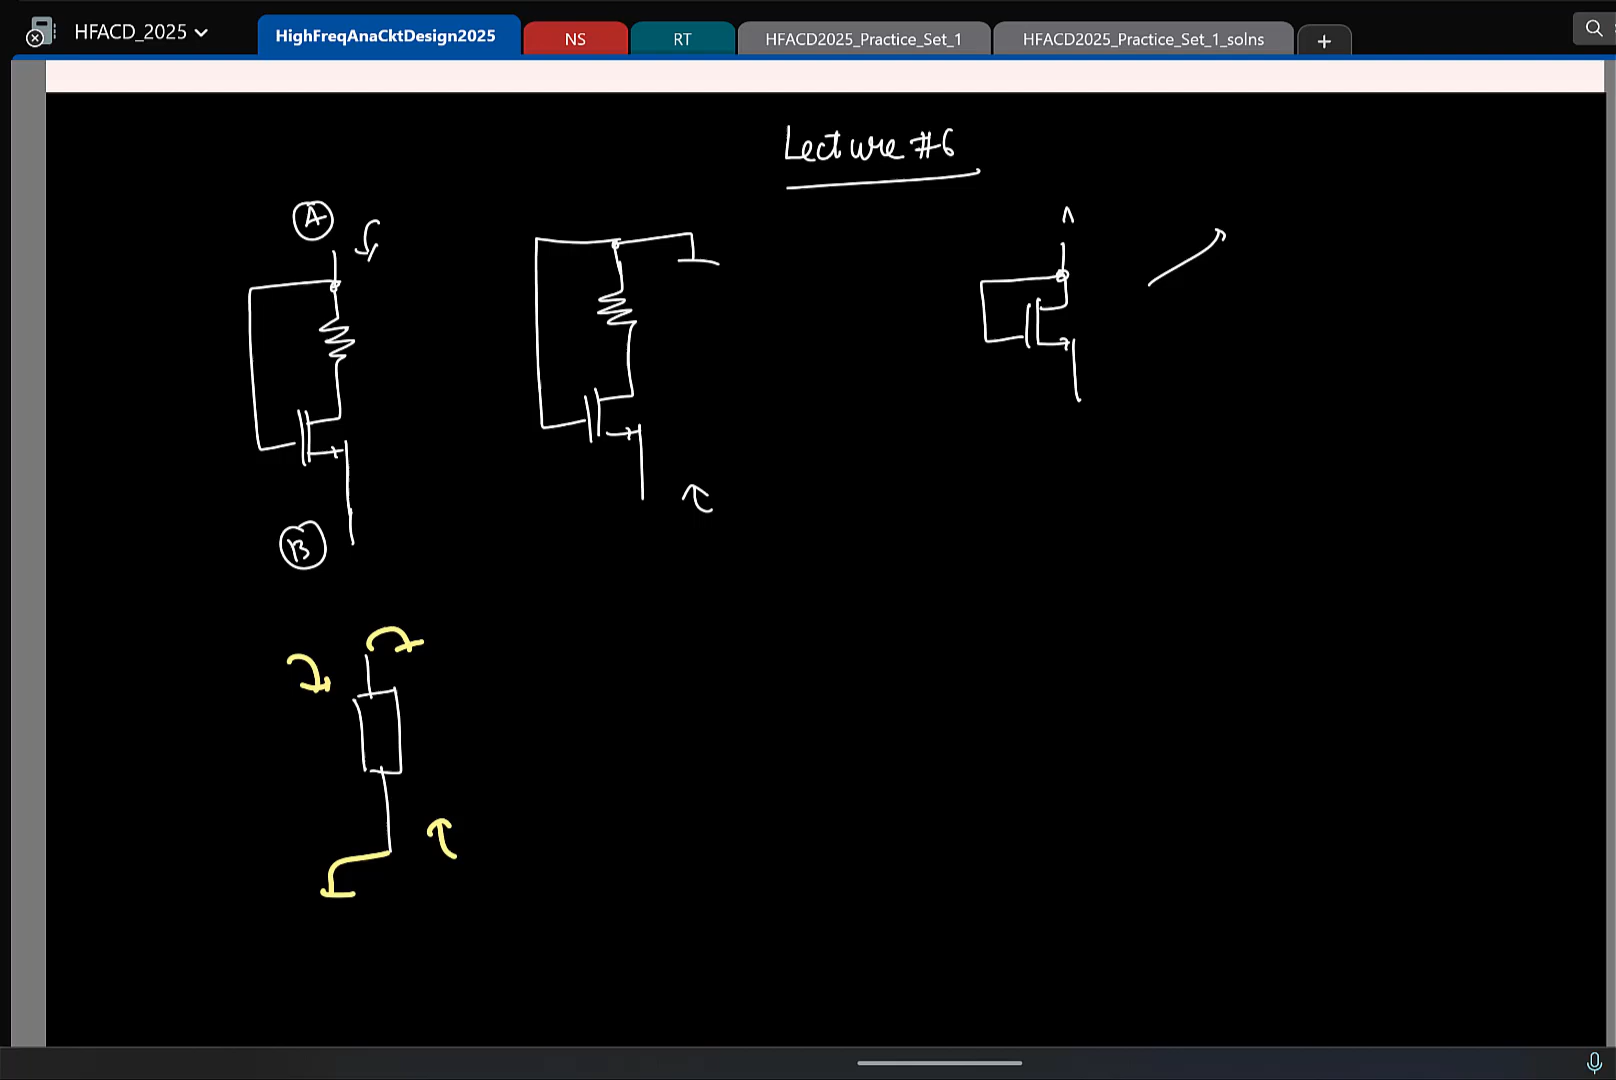 HFACD_2025
HighFreqAnaCktDesign2025
NS
RT
HFACD2025_Practice_Set_1
HFACD2025_Practice_Set_1_solns
Lecture #6
A
B